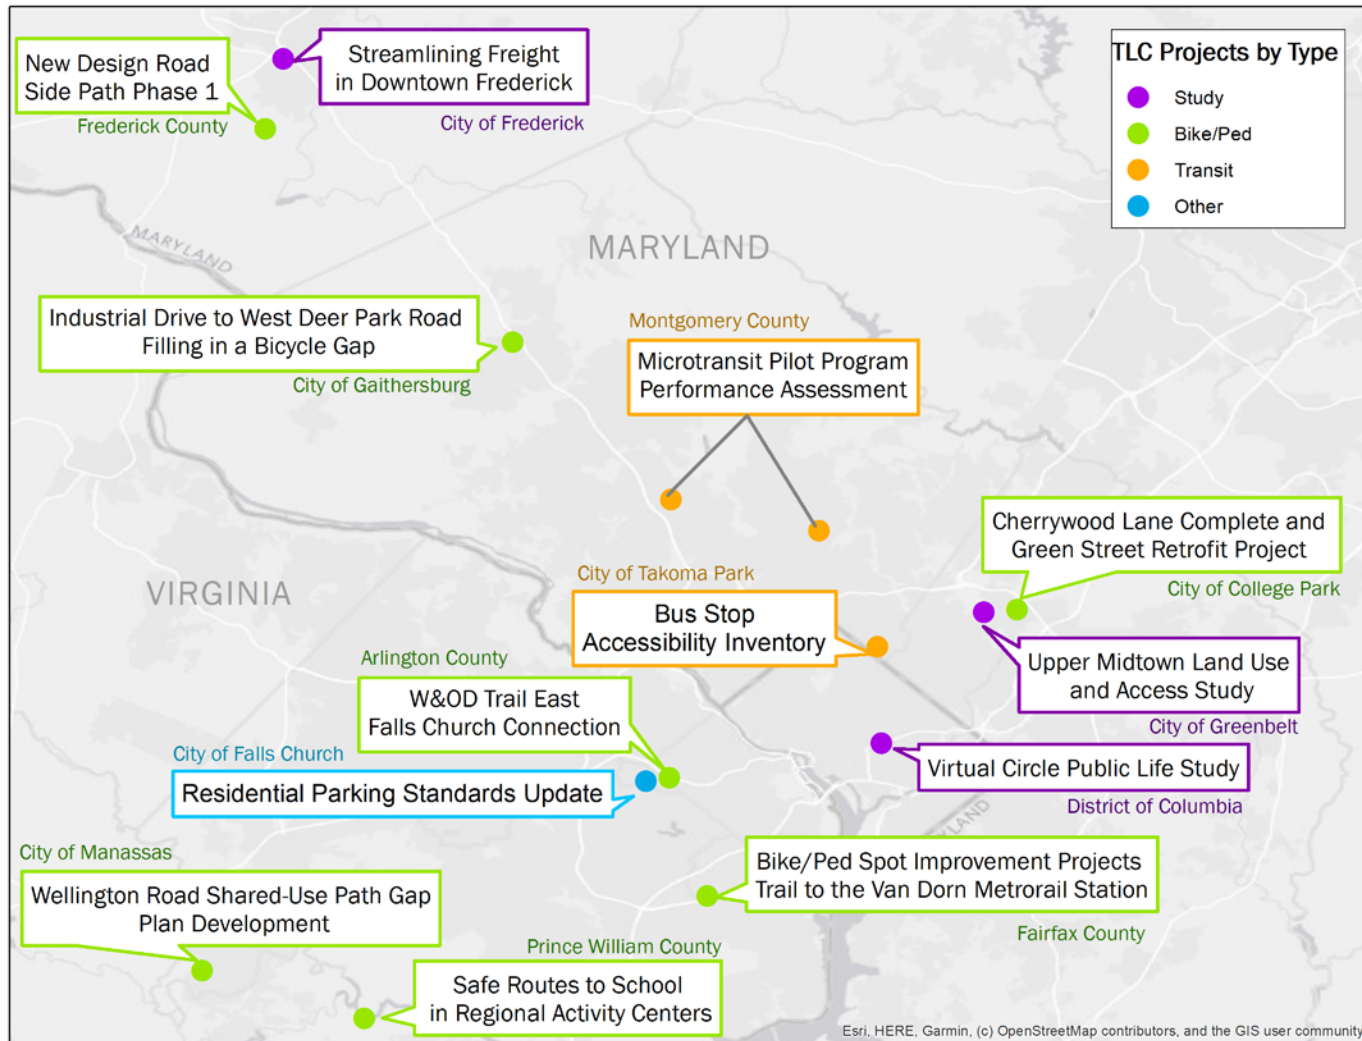 New Design Road
Side Path Phase 1
Frederick County
Streamlining Freight
in Downtown Frederick
City of Frederick
TLC Projects by Type
Study
Bike/Ped
Transit
Other
MARYLAND
MARYLAND
Industrial Drive to West Deer Park Road
Filling in a Bicycle Gap
City of Gaithersburg
Montgomery County
Microtransit Pilot Program
Performance Assessment
Cherrywood Lane Complete and
Green Street Retrofit Project
City of College Park
VIRGINIA
City of Takoma Park
Bus Stop
Accessibility Inventory
Upper Midtown Land Use
and Access Study
City of Greenbelt
Arlington County
W&OD Trail East
Falls Church Connection
City of Falls Church
Residential Parking Standards Update
Virtual Circle Public Life Study
District of Columbia
City of Manassas
Wellington Road Shared-Use Path Gap
Plan Development
Bike/Ped Spot Improvement Projects
Trail to the Van Dorn Metrorail Station
Fairfax County
Prince William County
Safe Routes to School
in Regional Activity Centers
Esri, HERE, Garmin, (c) OpenStreetMap contributors, and the GIS user community